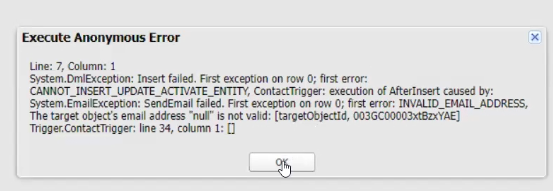 Execute Anonymous Error
Line: 7, Column: 1
System.DmlException: Insert failed. First exception on row 0; first error:
CANNOT_INSERT_UPDATE_ACTIVATE_ENTITY, ContactTrigger: execution of AfterInsert caused by:
System.EmailException: SendEmail failed. First exception on row 0; first error: INVALID_EMAIL_ADDRESS,
The target object's email address "null" is not valid: [targetObjectId, 003GC00003xtBzxYAE]
Trigger.ContactTrigger: line 34, column 1: []
OK